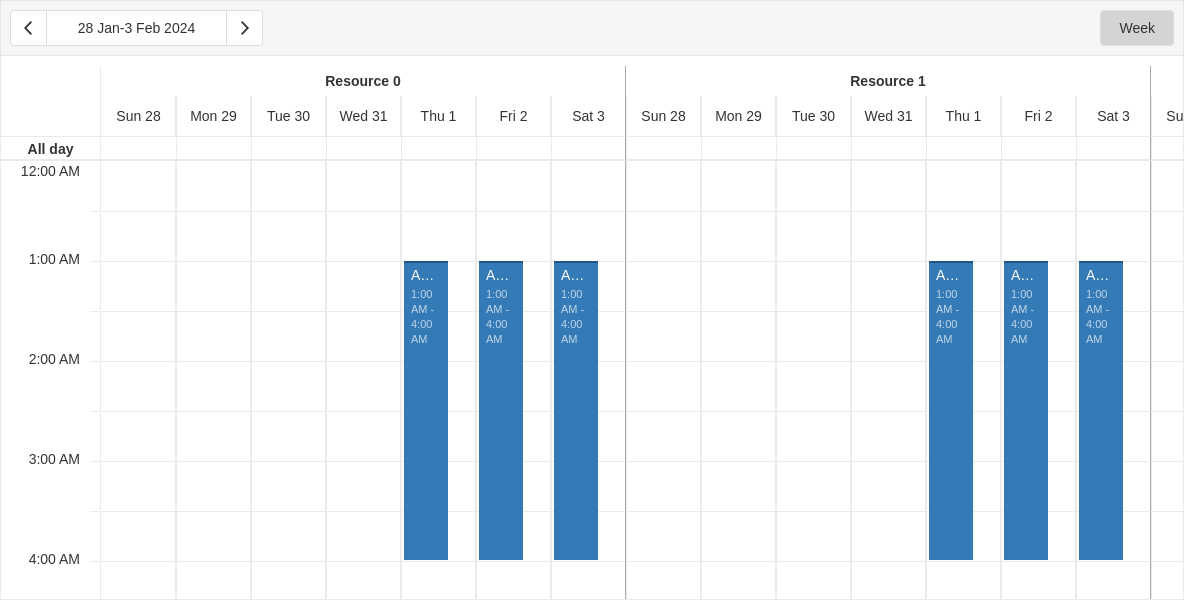 28 Jan-3 Feb 2024
Week
Resource 0
Resource 1
Sun 28
Mon 29
Tue 30
Wed 31
Thu 1
Fri 2
Sat 3
Sun 28
Mon 29
Tue 30
Wed 31
Thu 1
Fri 2
Sat 3
Su
All day
12:00 AM
1:00 AM
2:00 AM
3:00 AM
4:00 AM
A...
1:00
AM -
4:00
AM
A...
1:00
AM -
4:00
AM
A...
1:00
AM -
4:00
AM
A...
1:00
AM -
4:00
AM
A...
1:00
AM -
4:00
AM
A...
1:00
AM -
4:00
AM